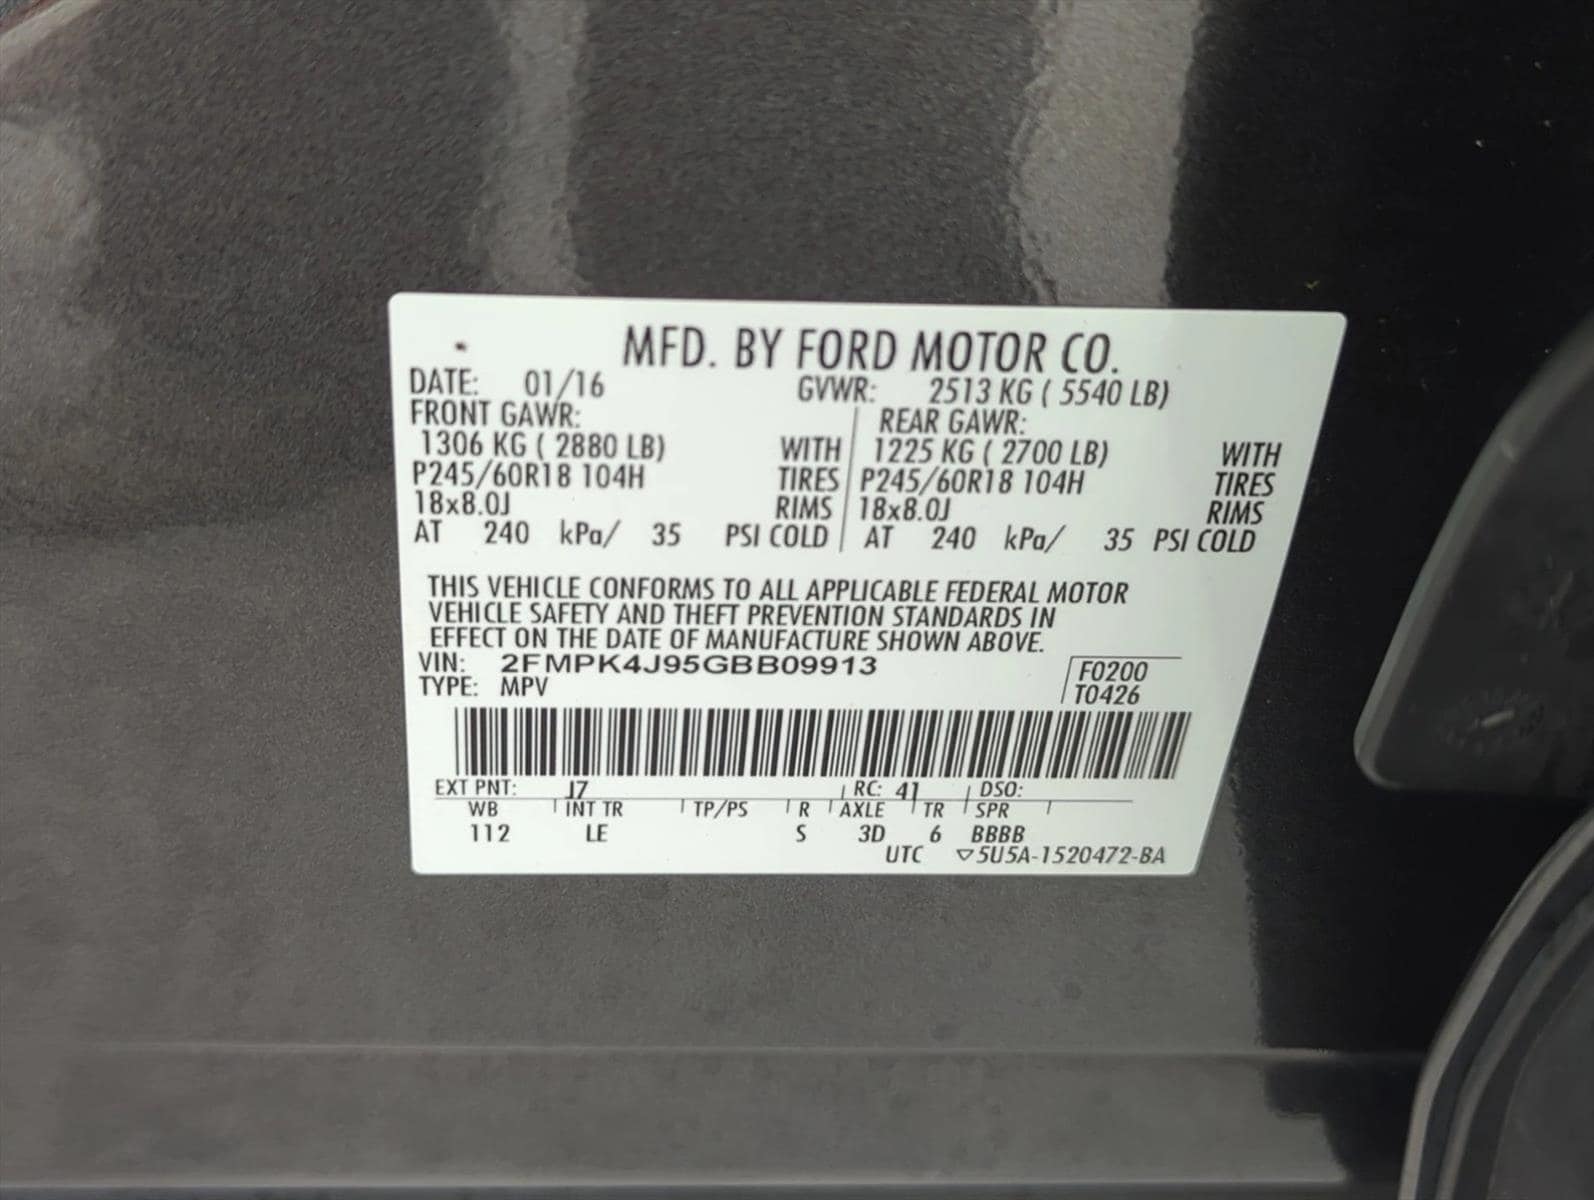 MFD. BY FORD MOTOR CO.
DATE: 01/16 GVWR: 2513 KG ( 5540 LB)
FRONT GAWR: REAR GAWR:
1306 KG ( 2880 LB) WITH 1225 KG ( 2700 LB) WITH
P245/60R18 104H TIRES P245/60R18 104H TIRES
18x8.0J RIMS 18x8.0J RIMS
AT 240 kPa/ 35 PSI COLD AT 240 kPa/ 35 PSI COLD
THIS VEHICLE CONFORMS TO ALL APPLICABLE FEDERAL MOTOR
VEHICLE SAFETY AND THEFT PREVENTION STANDARDS IN
EFFECT ON THE DATE OF MANUFACTURE SHOWN ABOVE.
VIN: 2FMPK4J95GBB09913 F0200
TYPE: MPV T0426
EXT PNT: J7 RC: 41 DSO:
WB INT TR TP/PS R AXLE TR SPR
112 LE S 3D 6 BBBB
UTC ▽5U5A-1520472-BA